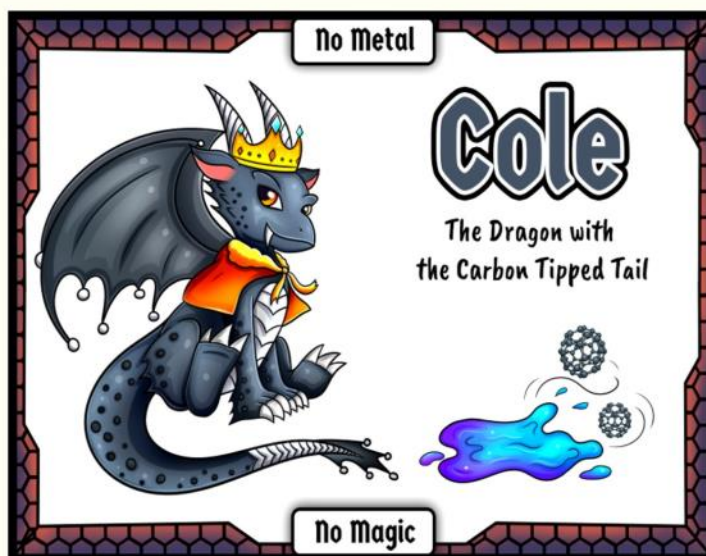 No Metal
Cole
The Dragon with
the Carbon Tipped Tail
No Magic